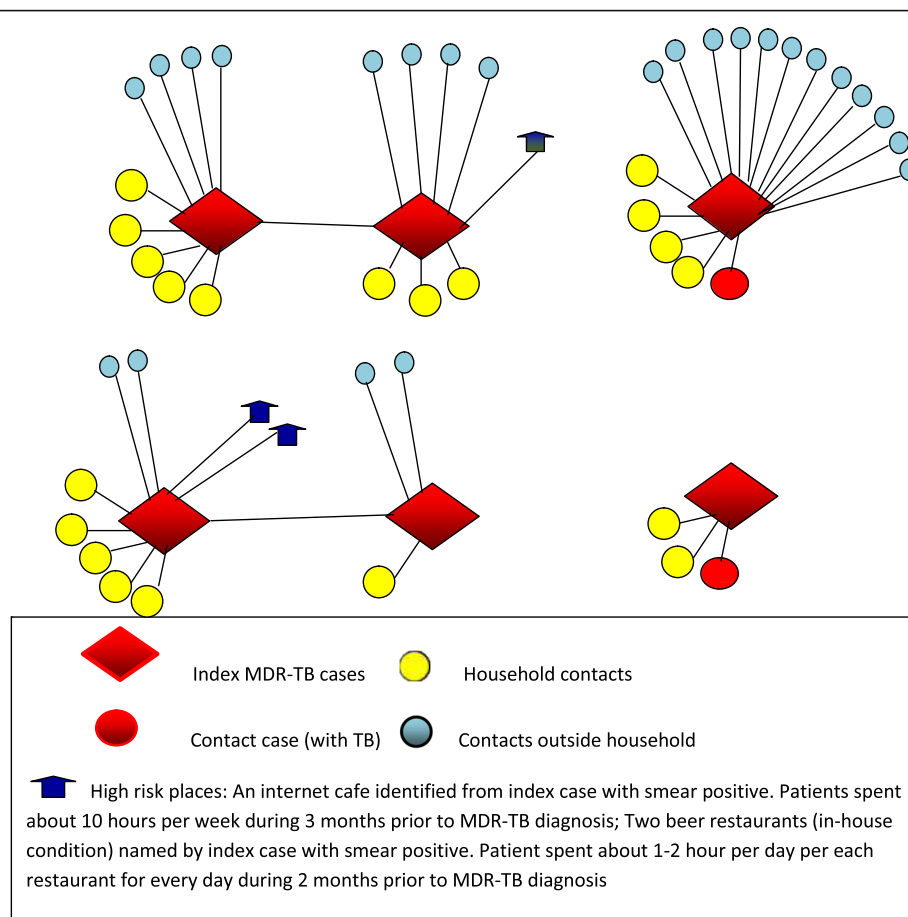 Index MDR-TB cases
Household contacts
Contact case (with TB)
Contacts outside household
High risk places: An internet cafe identified from index case with smear positive. Patients spent
about 10 hours per week during 3 months prior to MDR-TB diagnosis; Two beer restaurants (in-house
condition) named by index case with smear positive. Patient spent about 1-2 hour per day per each
restaurant for every day during 2 months prior to MDR-TB diagnosis